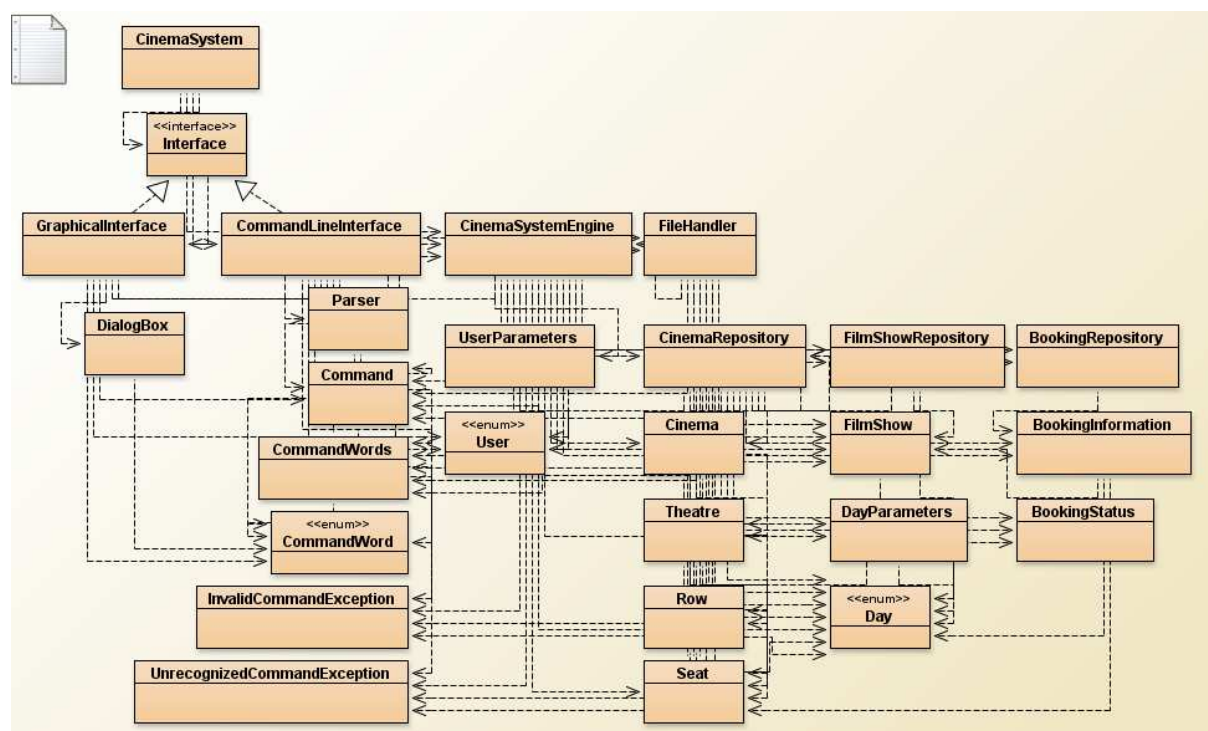 CinemaSystem
<<interface>>
Interface
GraphicalInterface
CommandLineInterface
CinemaSystemEngine
FileHandler
Parser
DialogBox
UserParameters
CinemaRepository
FilmShowRepository
BookingRepository
Command
<<enum>>
User
Cinema
FilmShow
BookingInformation
CommandWords
<<enum>>
CommandWord
Theatre
DayParameters
BookingStatus
InvalidCommandException
Row
<<enum>>
Day
UnrecognizedCommandException
Seat